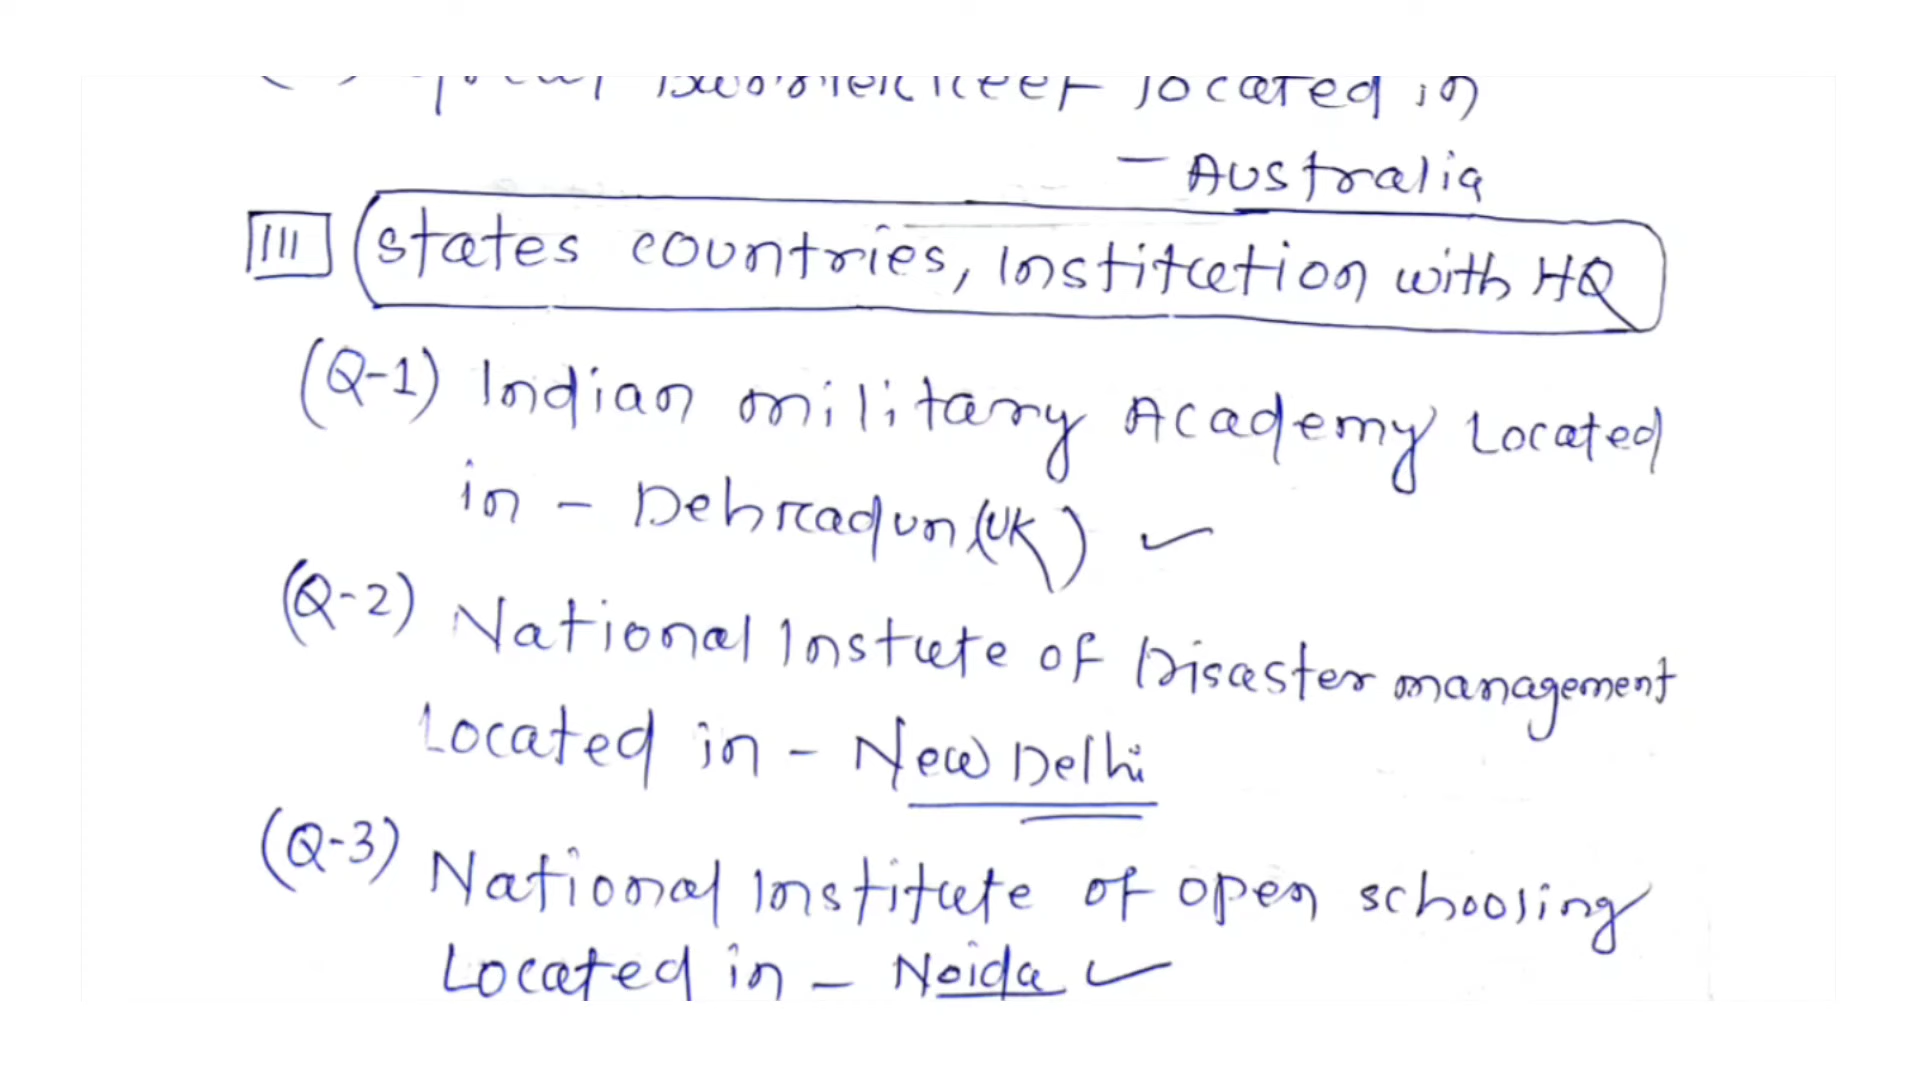 located in
- Australia
III states countries, Institution with HQ
(Q-1) Indian military Academy Located
in - Dehradun (UK) ✓
(Q-2) National Instute of Disaster management
Located in - New Delhi
(Q-3) National Institute of open schooling
Located in - Noida ✓